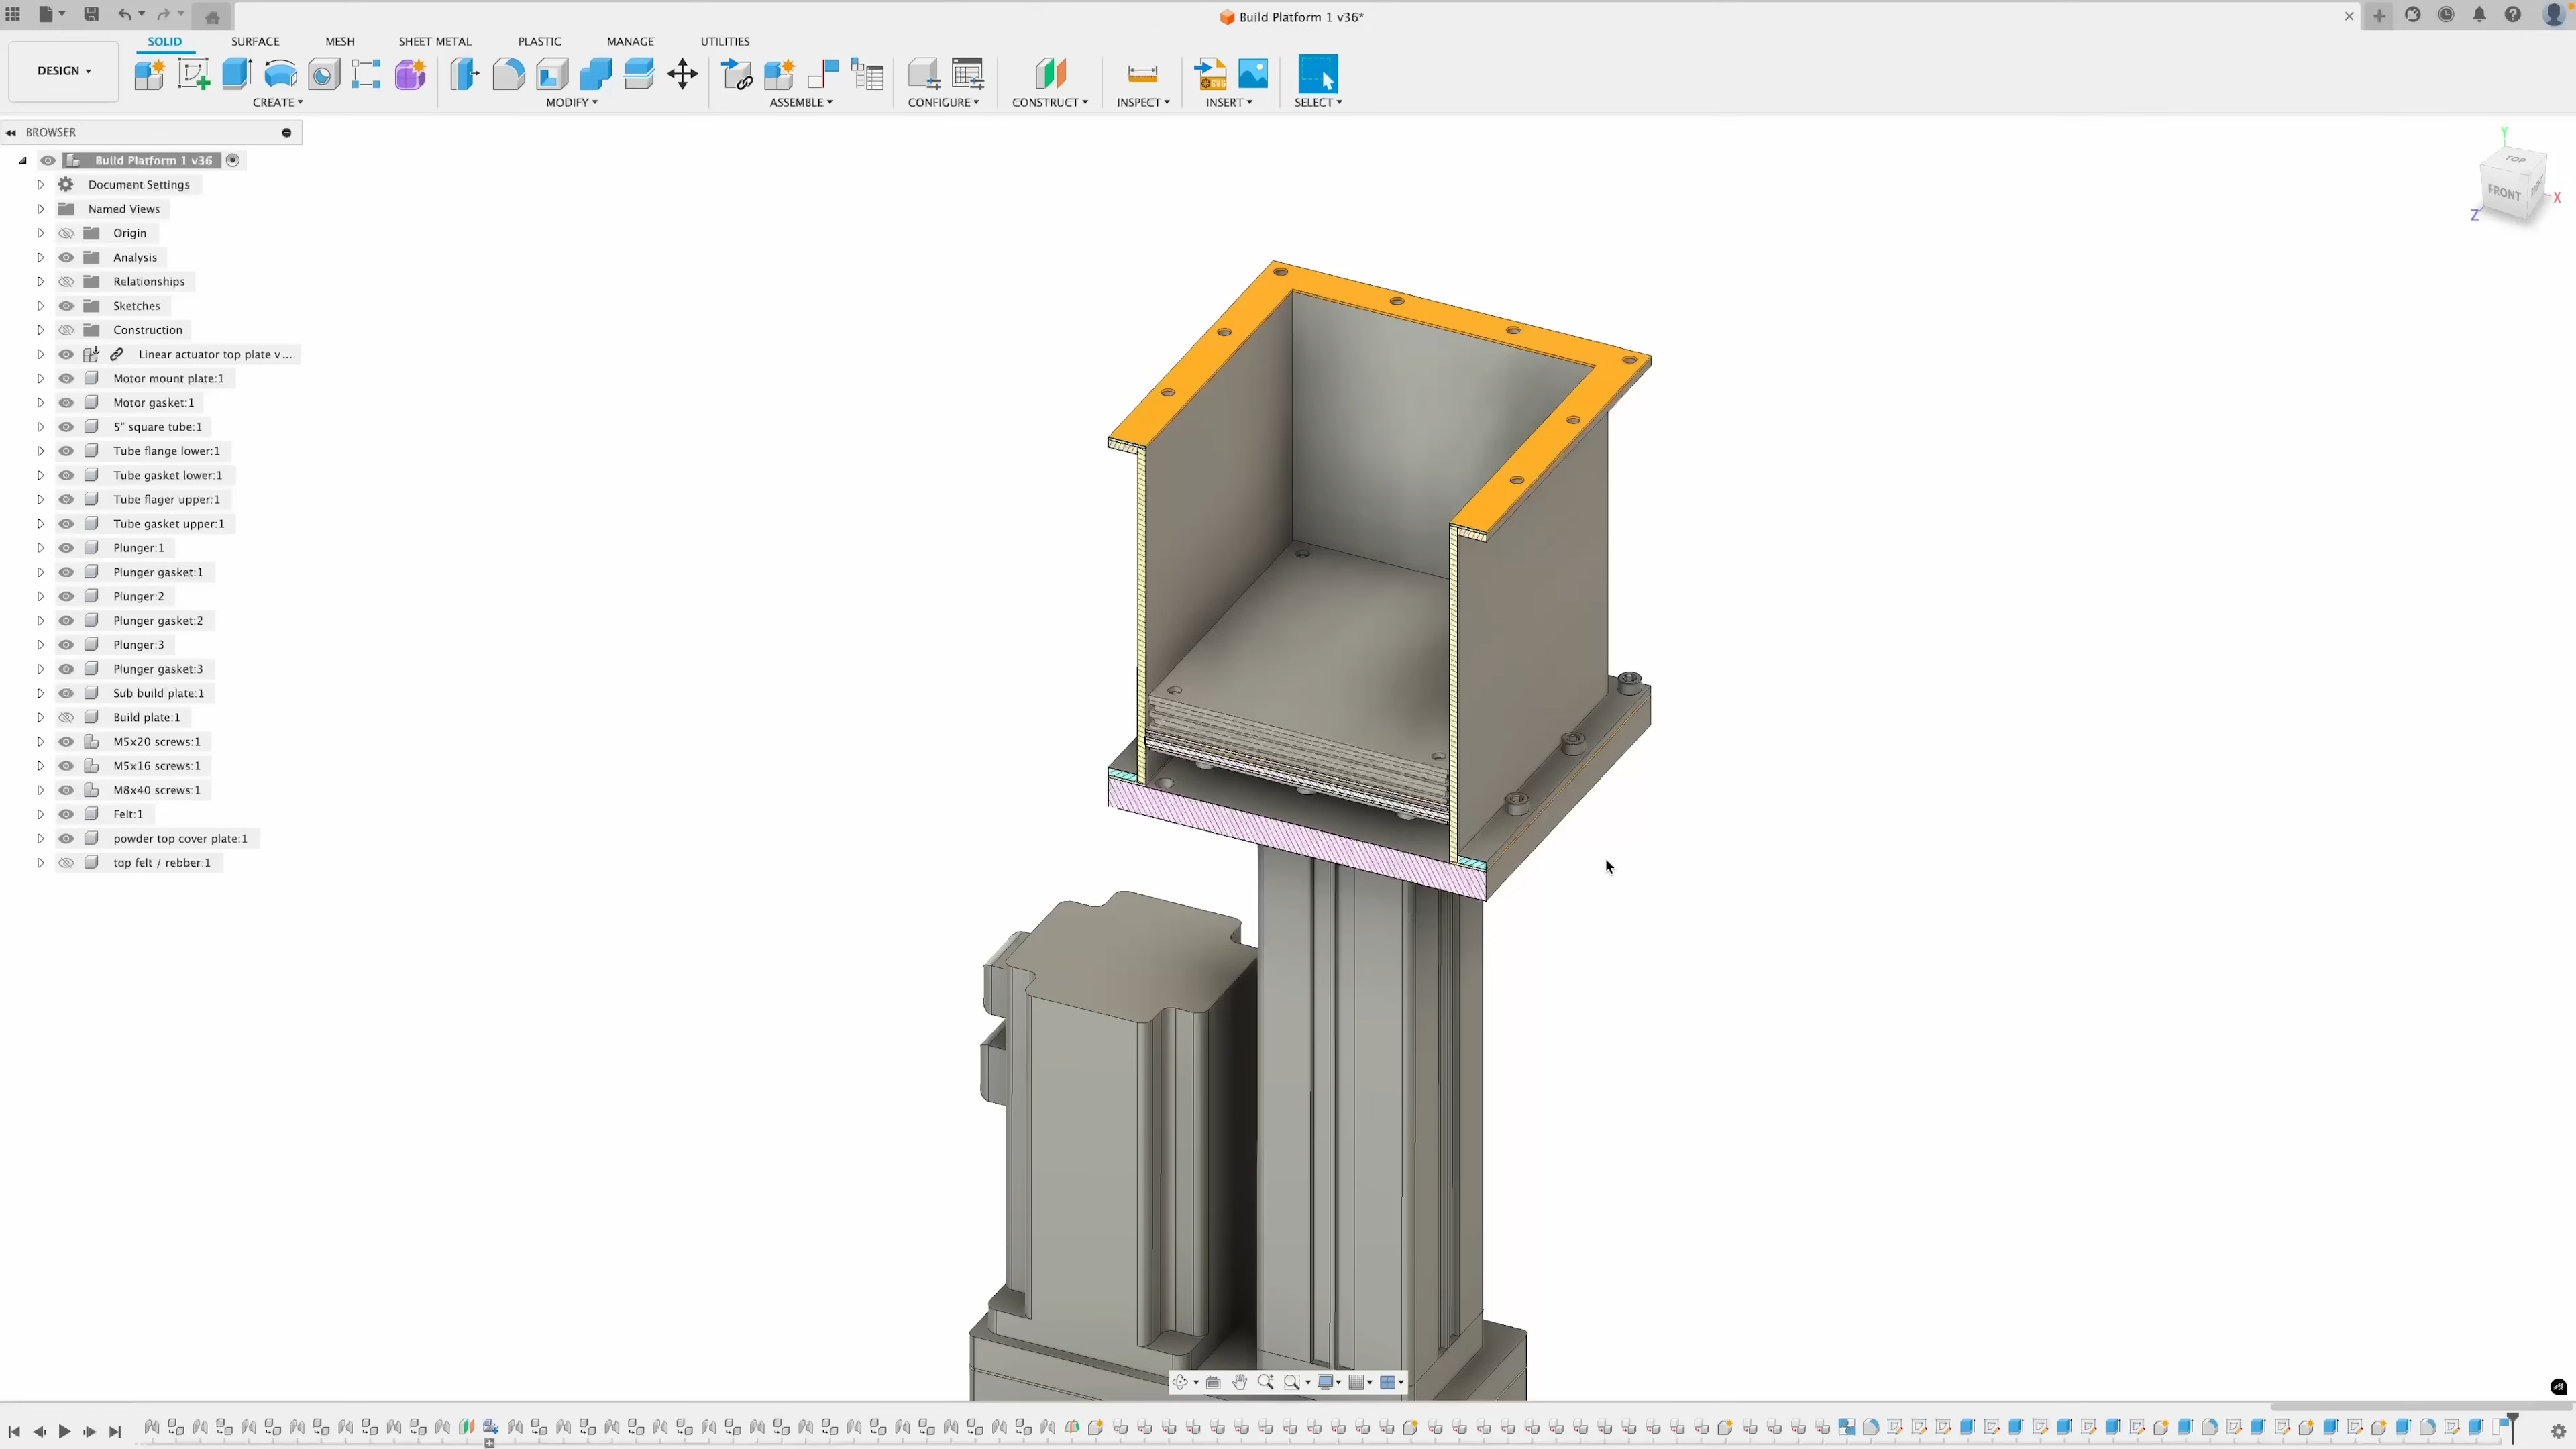 Build Platform 1 v36*
DESIGN
SOLID SURFACE MESH SHEET METAL PLASTIC MANAGE UTILITIES
CREATE MODIFY ASSEMBLE CONFIGURE CONSTRUCT INSPECT INSERT SELECT
BROWSER
Build Platform 1 v36
Document Settings
Named Views
Origin
Analysis
Relationships
Sketches
Construction
Linear actuator top plate v...
Motor mount plate:1
Motor gasket:1
5" square tube:1
Tube flange lower:1
Tube gasket lower:1
Tube flager upper:1
Tube gasket upper:1
Plunger:1
Plunger gasket:1
Plunger:2
Plunger gasket:2
Plunger:3
Plunger gasket:3
Sub build plate:1
Build plate:1
M5x20 screws:1
M5x16 screws:1
M8x40 screws:1
Felt:1
powder top cover plate:1
top felt / rebber:1
Y
TOP
FRONT
X
Z